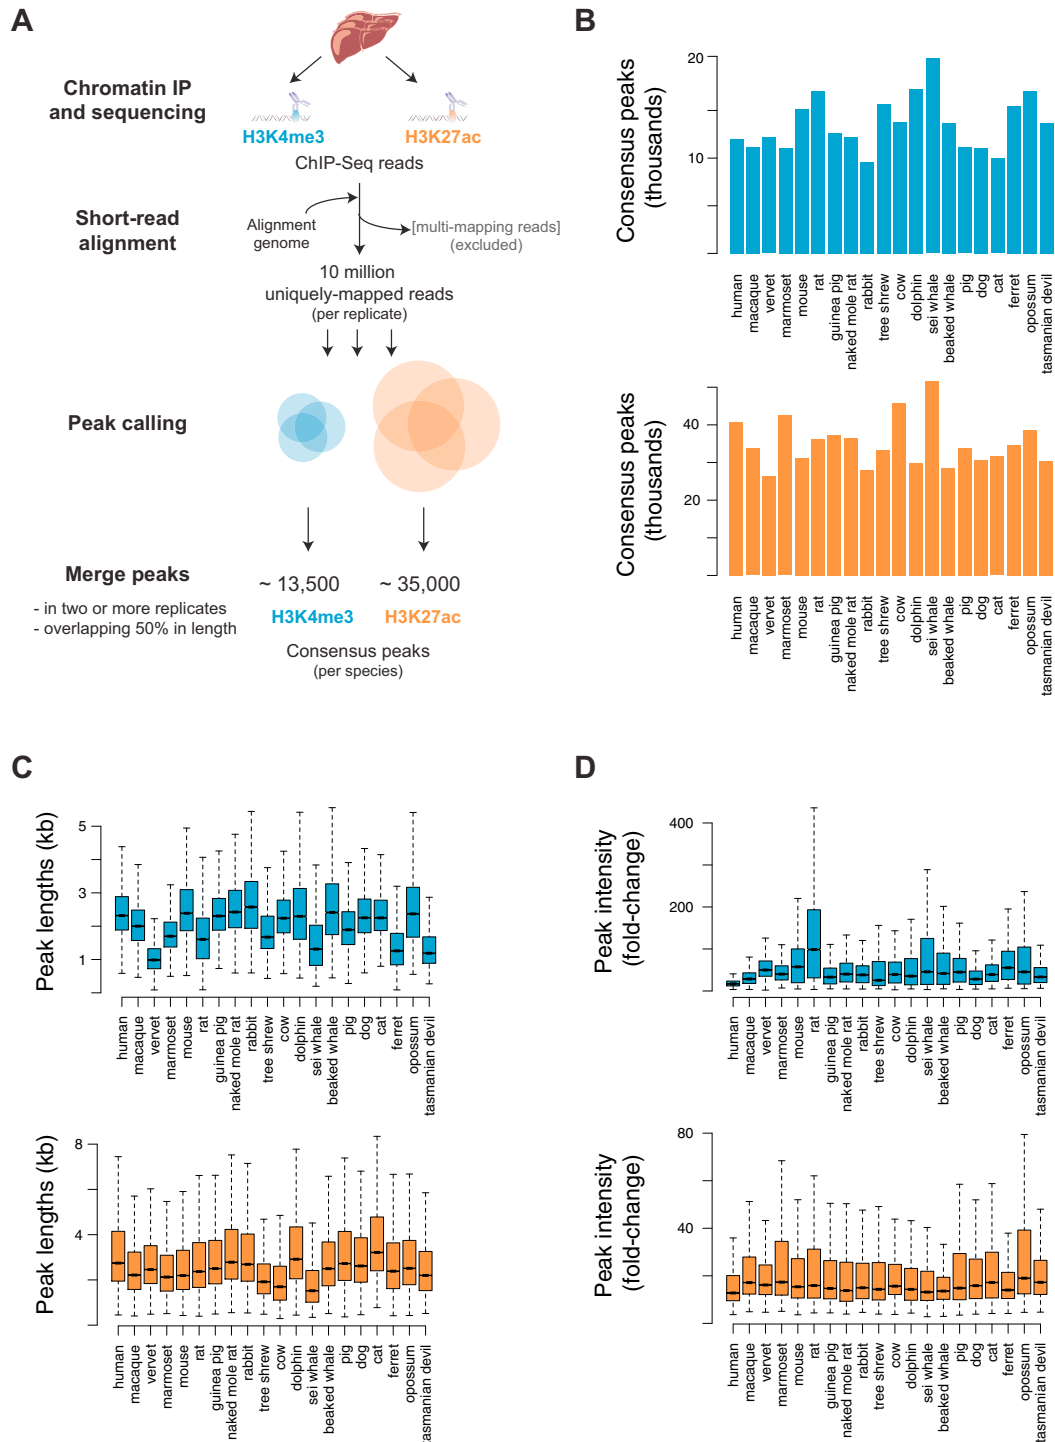 A
Chromatin IP
and sequencing
H3K4me3
H3K27ac
ChIP-Seq reads
Short-read
alignment
Alignment
genome
[multi-mapping reads]
(excluded)
10 million
uniquely-mapped reads
(per replicate)
Peak calling
Merge peaks
- in two or more replicates
- overlapping 50% in length
~ 13,500
~ 35,000
H3K4me3
H3K27ac
Consensus peaks
(per species)
B
Consensus peaks
(thousands)
20
10
human
macaque
vervet
marmoset
mouse
rat
guinea pig
naked mole rat
rabbit
tree shrew
cow
dolphin
sei whale
beaked whale
pig
dog
cat
ferret
opossum
tasmanian devil
Consensus peaks
(thousands)
40
20
human
macaque
vervet
marmoset
mouse
rat
guinea pig
naked mole rat
rabbit
tree shrew
cow
dolphin
sei whale
beaked whale
pig
dog
cat
ferret
opossum
tasmanian devil
C
Peak lengths (kb)
5
3
1
human
macaque
vervet
marmoset
mouse
rat
guinea pig
naked mole rat
rabbit
tree shrew
cow
dolphin
sei whale
beaked whale
pig
dog
cat
ferret
opossum
tasmanian devil
Peak lengths (kb)
8
4
human
macaque
vervet
marmoset
mouse
rat
guinea pig
naked mole rat
rabbit
tree shrew
cow
dolphin
sei whale
beaked whale
pig
dog
cat
ferret
opossum
tasmanian devil
D
Peak intensity
(fold-change)
400
200
human
macaque
vervet
marmoset
mouse
rat
guinea pig
naked mole rat
rabbit
tree shrew
cow
dolphin
sei whale
beaked whale
pig
dog
cat
ferret
opossum
tasmanian devil
Peak intensity
(fold-change)
80
40
human
macaque
vervet
marmoset
mouse
rat
guinea pig
naked mole rat
rabbit
tree shrew
cow
dolphin
sei whale
beaked whale
pig
dog
cat
ferret
opossum
tasmanian devil